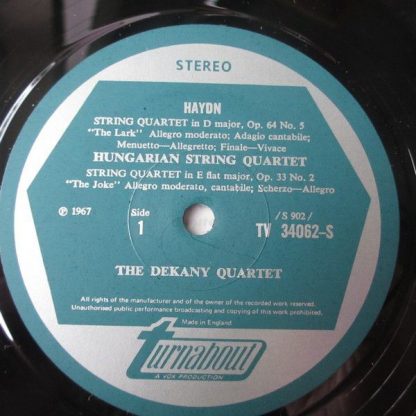 STEREO
HAYDN
STRING QUARTET in D major, Op. 64 No. 5
"The Lark" Allegro moderato; Adagio cantabile;
Menuetto—Allegretto; Finale—Vivace
HUNGARIAN STRING QUARTET
STRING QUARTET in E flat major, Op. 33 No. 2
"The Joke" Allegro moderato, cantabile; Scherzo—Allegro
℗ 1967
Side
1
/S 902/
TV 34062-S
THE DEKANY QUARTET
All rights of the manufacturer and of the owner of the recorded work reserved.
Unauthorised public performance broadcasting and copying of this work prohibited.
Made in England
turnabout
A VOX PRODUCTION